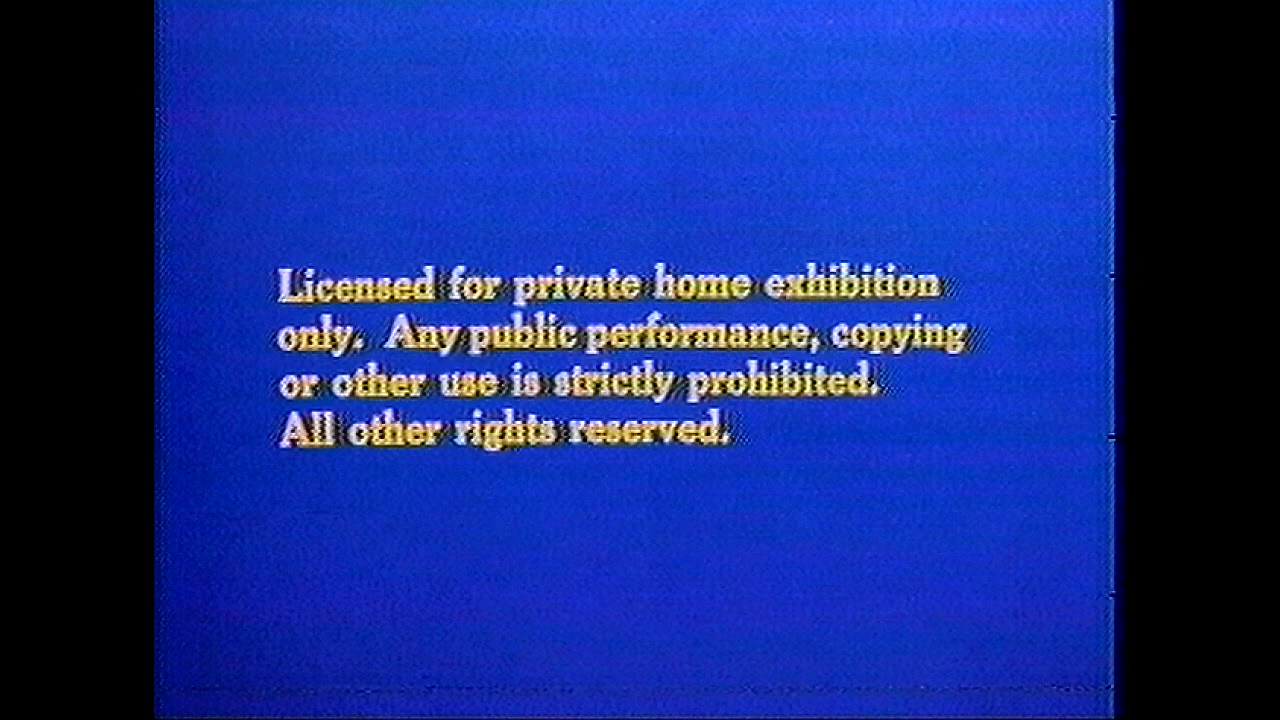 Licensed for private home exhibition
only. Any public performance, copying
or other use is strictly prohibited.
All other rights reserved.